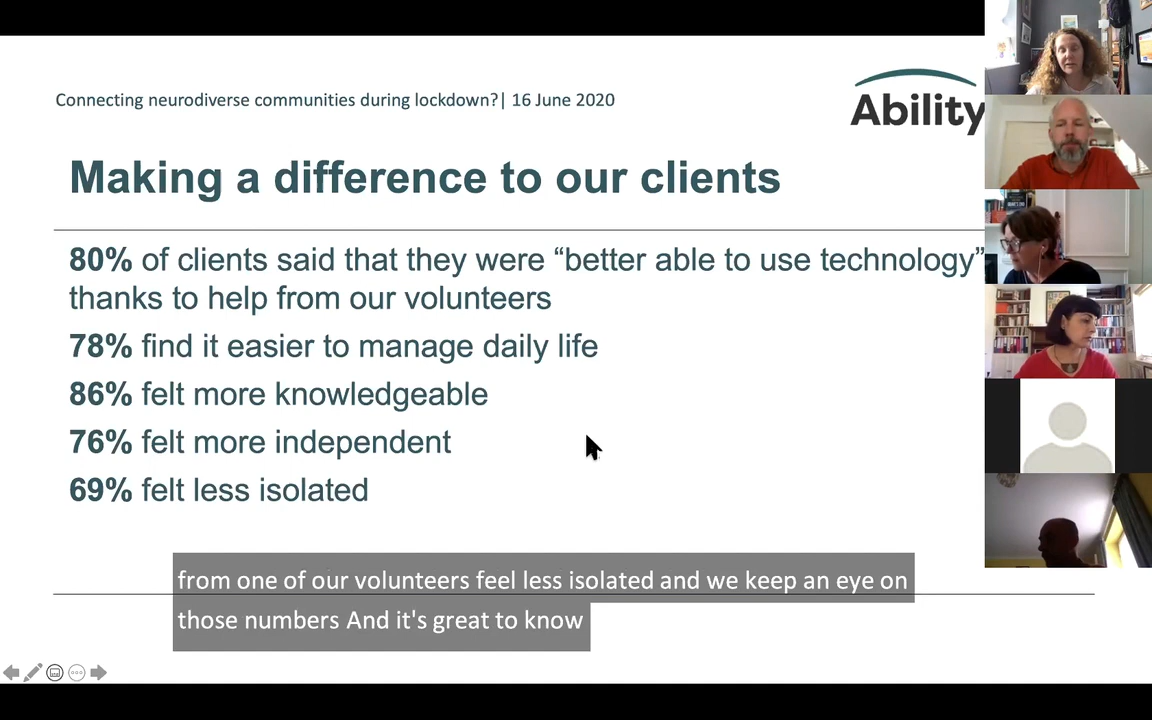 Connecting neurodiverse communities during lockdown?| 16 June 2020
Ability
Making a difference to our clients
80% of clients said that they were “better able to use technology”
thanks to help from our volunteers
78% find it easier to manage daily life
86% felt more knowledgeable
76% felt more independent
69% felt less isolated
from one of our volunteers feel less isolated and we keep an eye on
those numbers And it's great to know